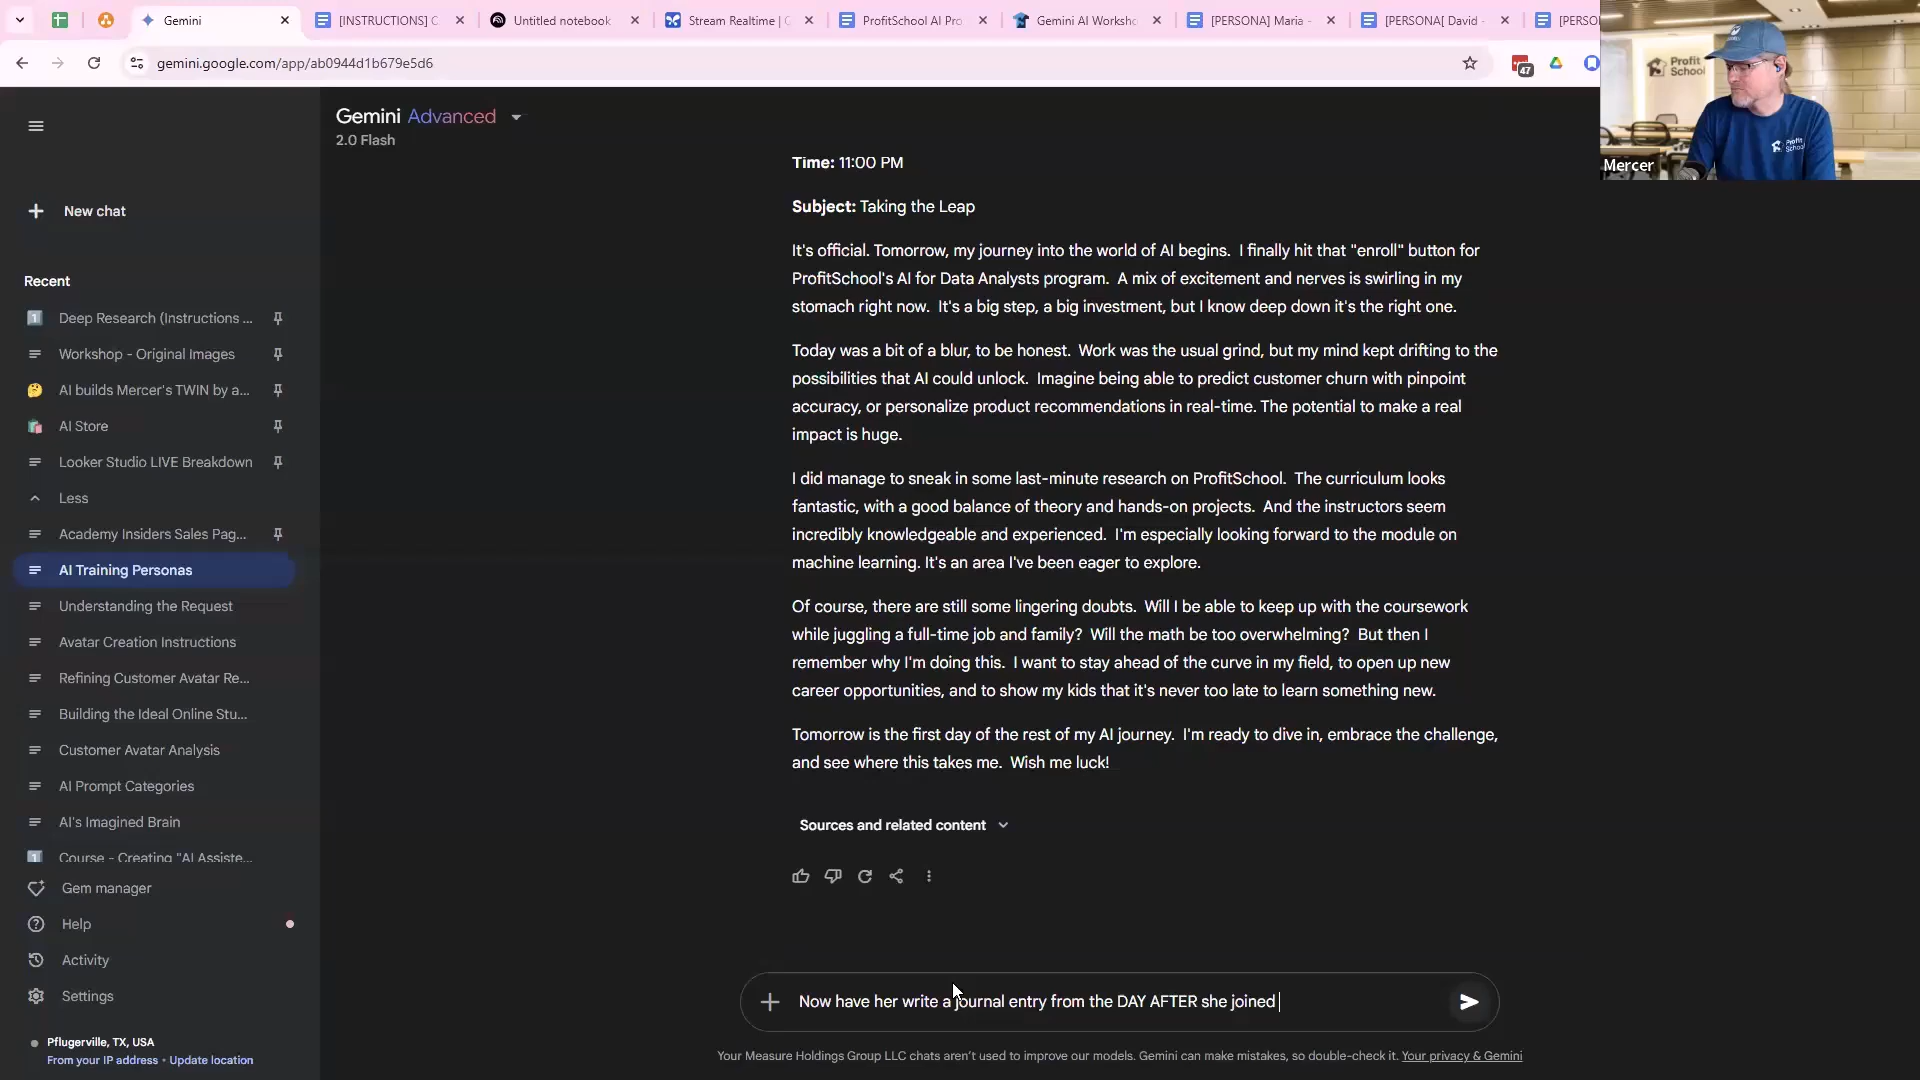 Gemini
[INSTRUCTIONS] C
Untitled notebook
Stream Realtime | G
ProfitSchool AI Pro
Gemini AI Worksho
[PERSONA] Maria -
[PERSONA[ David -
[PERSO
gemini.google.com/app/ab0944d1b679e5d6
47
Profit
School
Profit
School
Mercer
Gemini Advanced
2.0 Flash
New chat
Recent
Deep Research (Instructions ...
Workshop - Original Images
AI builds Mercer's TWIN by a...
AI Store
Looker Studio LIVE Breakdown
Less
Academy Insiders Sales Pag...
AI Training Personas
Understanding the Request
Avatar Creation Instructions
Refining Customer Avatar Re...
Building the Ideal Online Stu...
Customer Avatar Analysis
AI Prompt Categories
AI's Imagined Brain
Course - Creating "AI Assiste...
Gem manager
Help
Activity
Settings
Pflugerville, TX, USA
From your IP address • Update location
Time: 11:00 PM
Subject: Taking the Leap
It's official. Tomorrow, my journey into the world of AI begins. I finally hit that "enroll" button for
ProfitSchool's AI for Data Analysts program. A mix of excitement and nerves is swirling in my
stomach right now. It's a big step, a big investment, but I know deep down it's the right one.
Today was a bit of a blur, to be honest. Work was the usual grind, but my mind kept drifting to the
possibilities that AI could unlock. Imagine being able to predict customer churn with pinpoint
accuracy, or personalize product recommendations in real-time. The potential to make a real
impact is huge.
I did manage to sneak in some last-minute research on ProfitSchool. The curriculum looks
fantastic, with a good balance of theory and hands-on projects. And the instructors seem
incredibly knowledgeable and experienced. I'm especially looking forward to the module on
machine learning. It's an area I've been eager to explore.
Of course, there are still some lingering doubts. Will I be able to keep up with the coursework
while juggling a full-time job and family? Will the math be too overwhelming? But then I
remember why I'm doing this. I want to stay ahead of the curve in my field, to open up new
career opportunities, and to show my kids that it's never too late to learn something new.
Tomorrow is the first day of the rest of my AI journey. I'm ready to dive in, embrace the challenge,
and see where this takes me. Wish me luck!
Sources and related content
Now have her write a journal entry from the DAY AFTER she joined
Your Measure Holdings Group LLC chats aren't used to improve our models. Gemini can make mistakes, so double-check it. Your privacy & Gemini